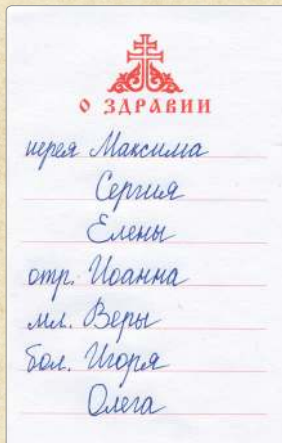 О ЗДРАВИИ
иерея Максима
Сергия
Елены
отр. Иоанна
мл. Веры
бол. Игоря
Олега